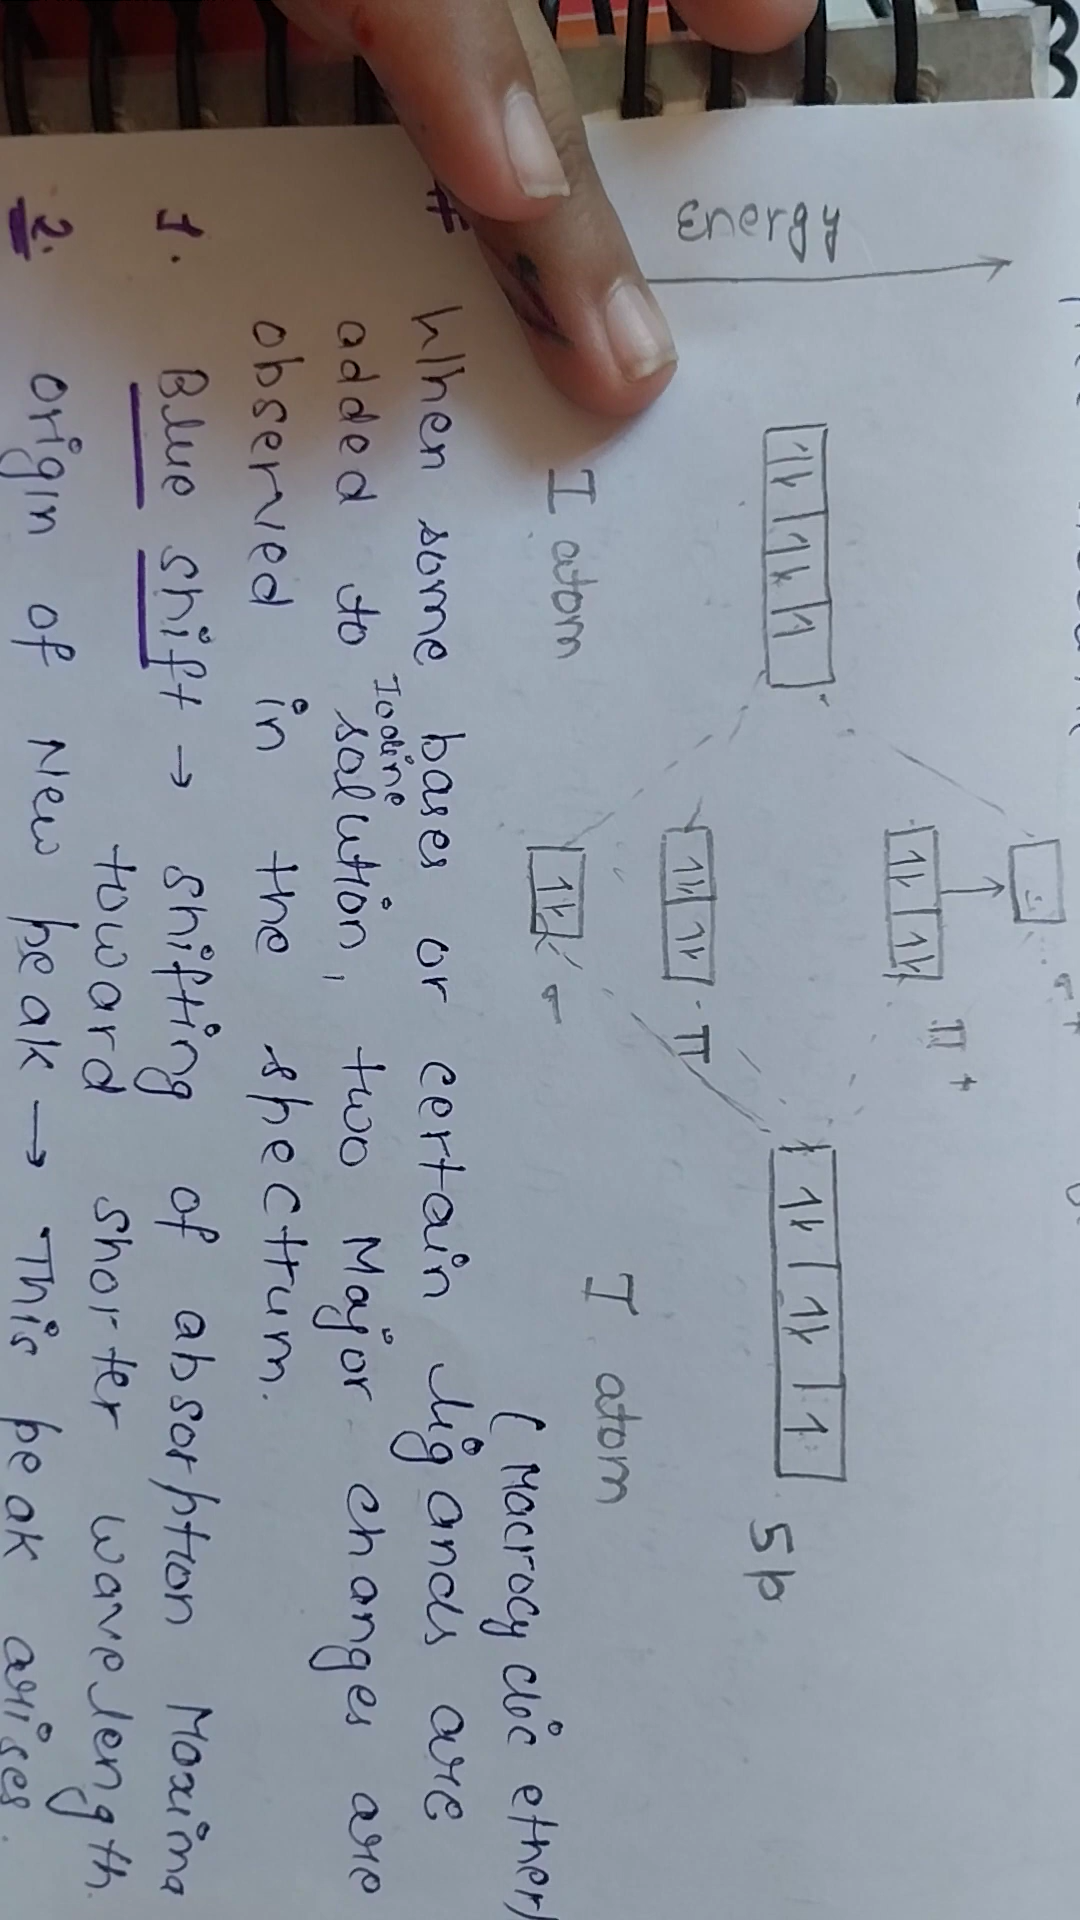 Energy
σ*
π*
π
σ
5p
I atom
I atom
(Macrocyclic ether)
# When some bases or certain ligands are
added to Iodine solution, two Major changes are
observed in the spectrum.
1. Blue shift → shifting of absorption Maxima
toward shorter wavelength.
2. origin of New peak → This peak arises